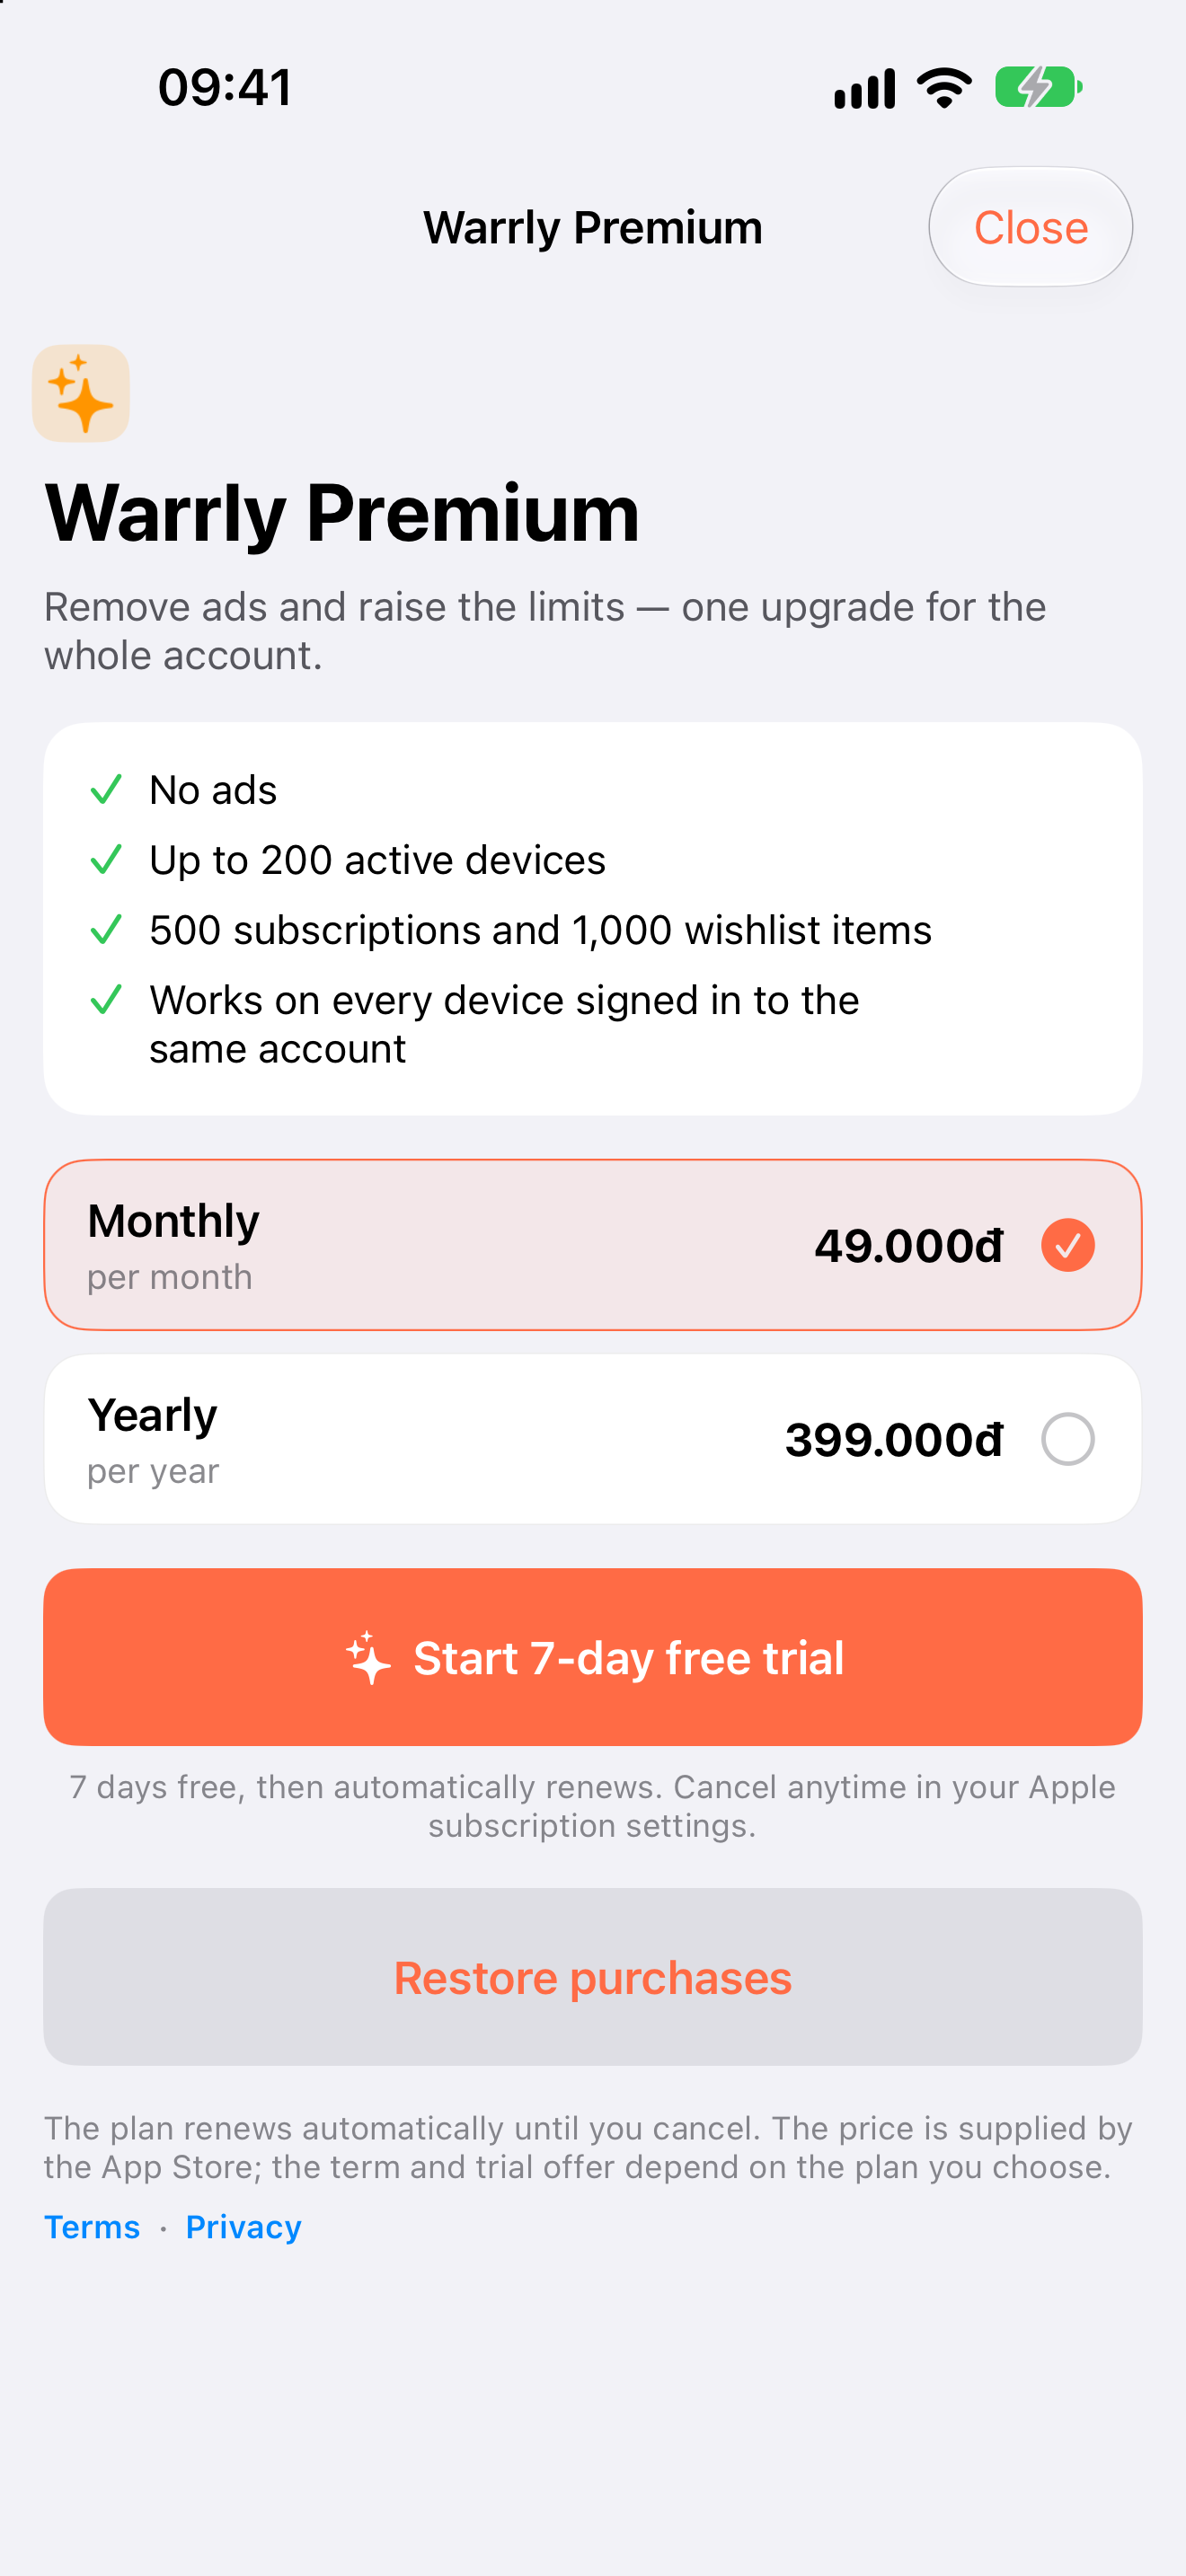 09:41
Warrly Premium
Close
Warrly Premium
Remove ads and raise the limits — one upgrade for the
whole account.
No ads
Up to 200 active devices
500 subscriptions and 1,000 wishlist items
Works on every device signed in to the
same account
Monthly
per month
49.000đ
Yearly
per year
399.000đ
Start 7-day free trial
7 days free, then automatically renews. Cancel anytime in your Apple
subscription settings.
Restore purchases
The plan renews automatically until you cancel. The price is supplied by
the App Store; the term and trial offer depend on the plan you choose.
Terms · Privacy